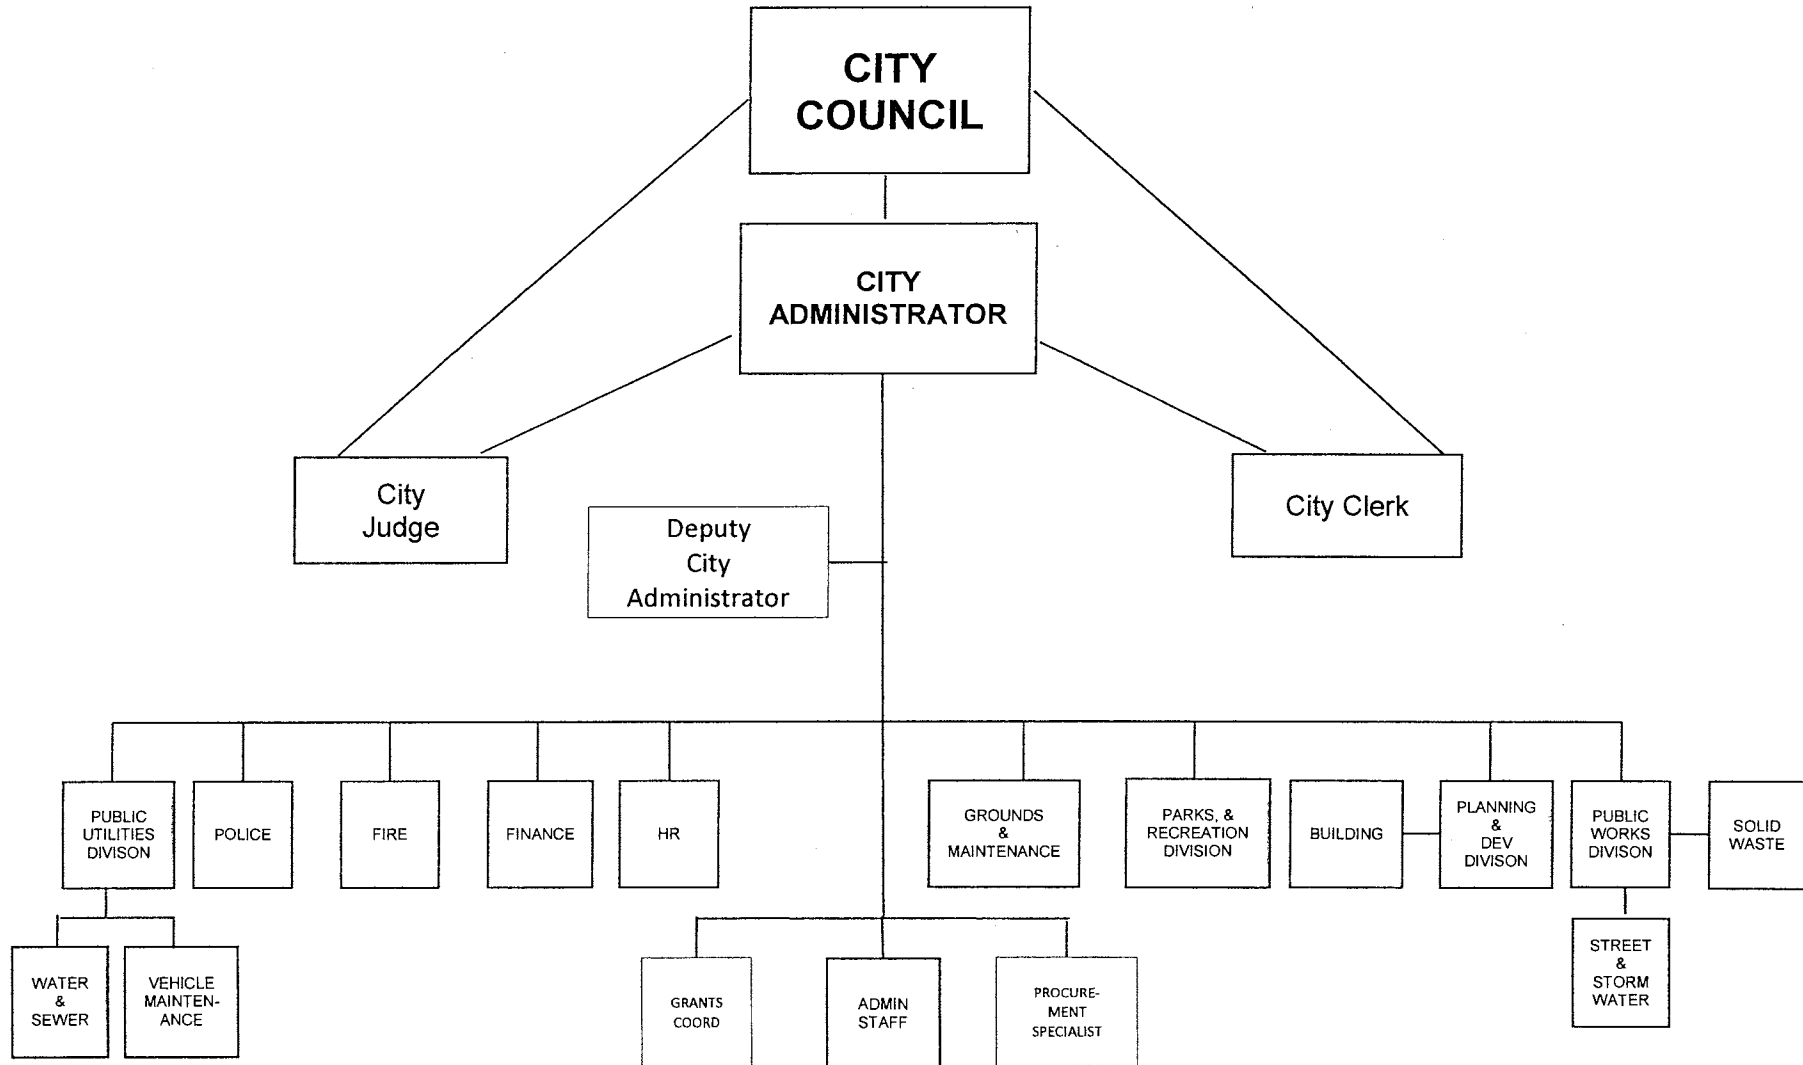 CITY
COUNCIL
CITY
ADMINISTRATOR
City
Judge
City Clerk
Deputy
City
Administrator
PUBLIC
UTILITIES
DIVISON
POLICE
FIRE
FINANCE
HR
GROUNDS
&
MAINTENANCE
PARKS, &
RECREATION
DIVISION
BUILDING
PLANNING
&
DEV
DIVISON
PUBLIC
WORKS
DIVISON
SOLID
WASTE
WATER
&
SEWER
VEHICLE
MAINTEN-
ANCE
GRANTS
COORD
ADMIN
STAFF
PROCURE-
MENT
SPECIALIST
STREET
&
STORM
WATER